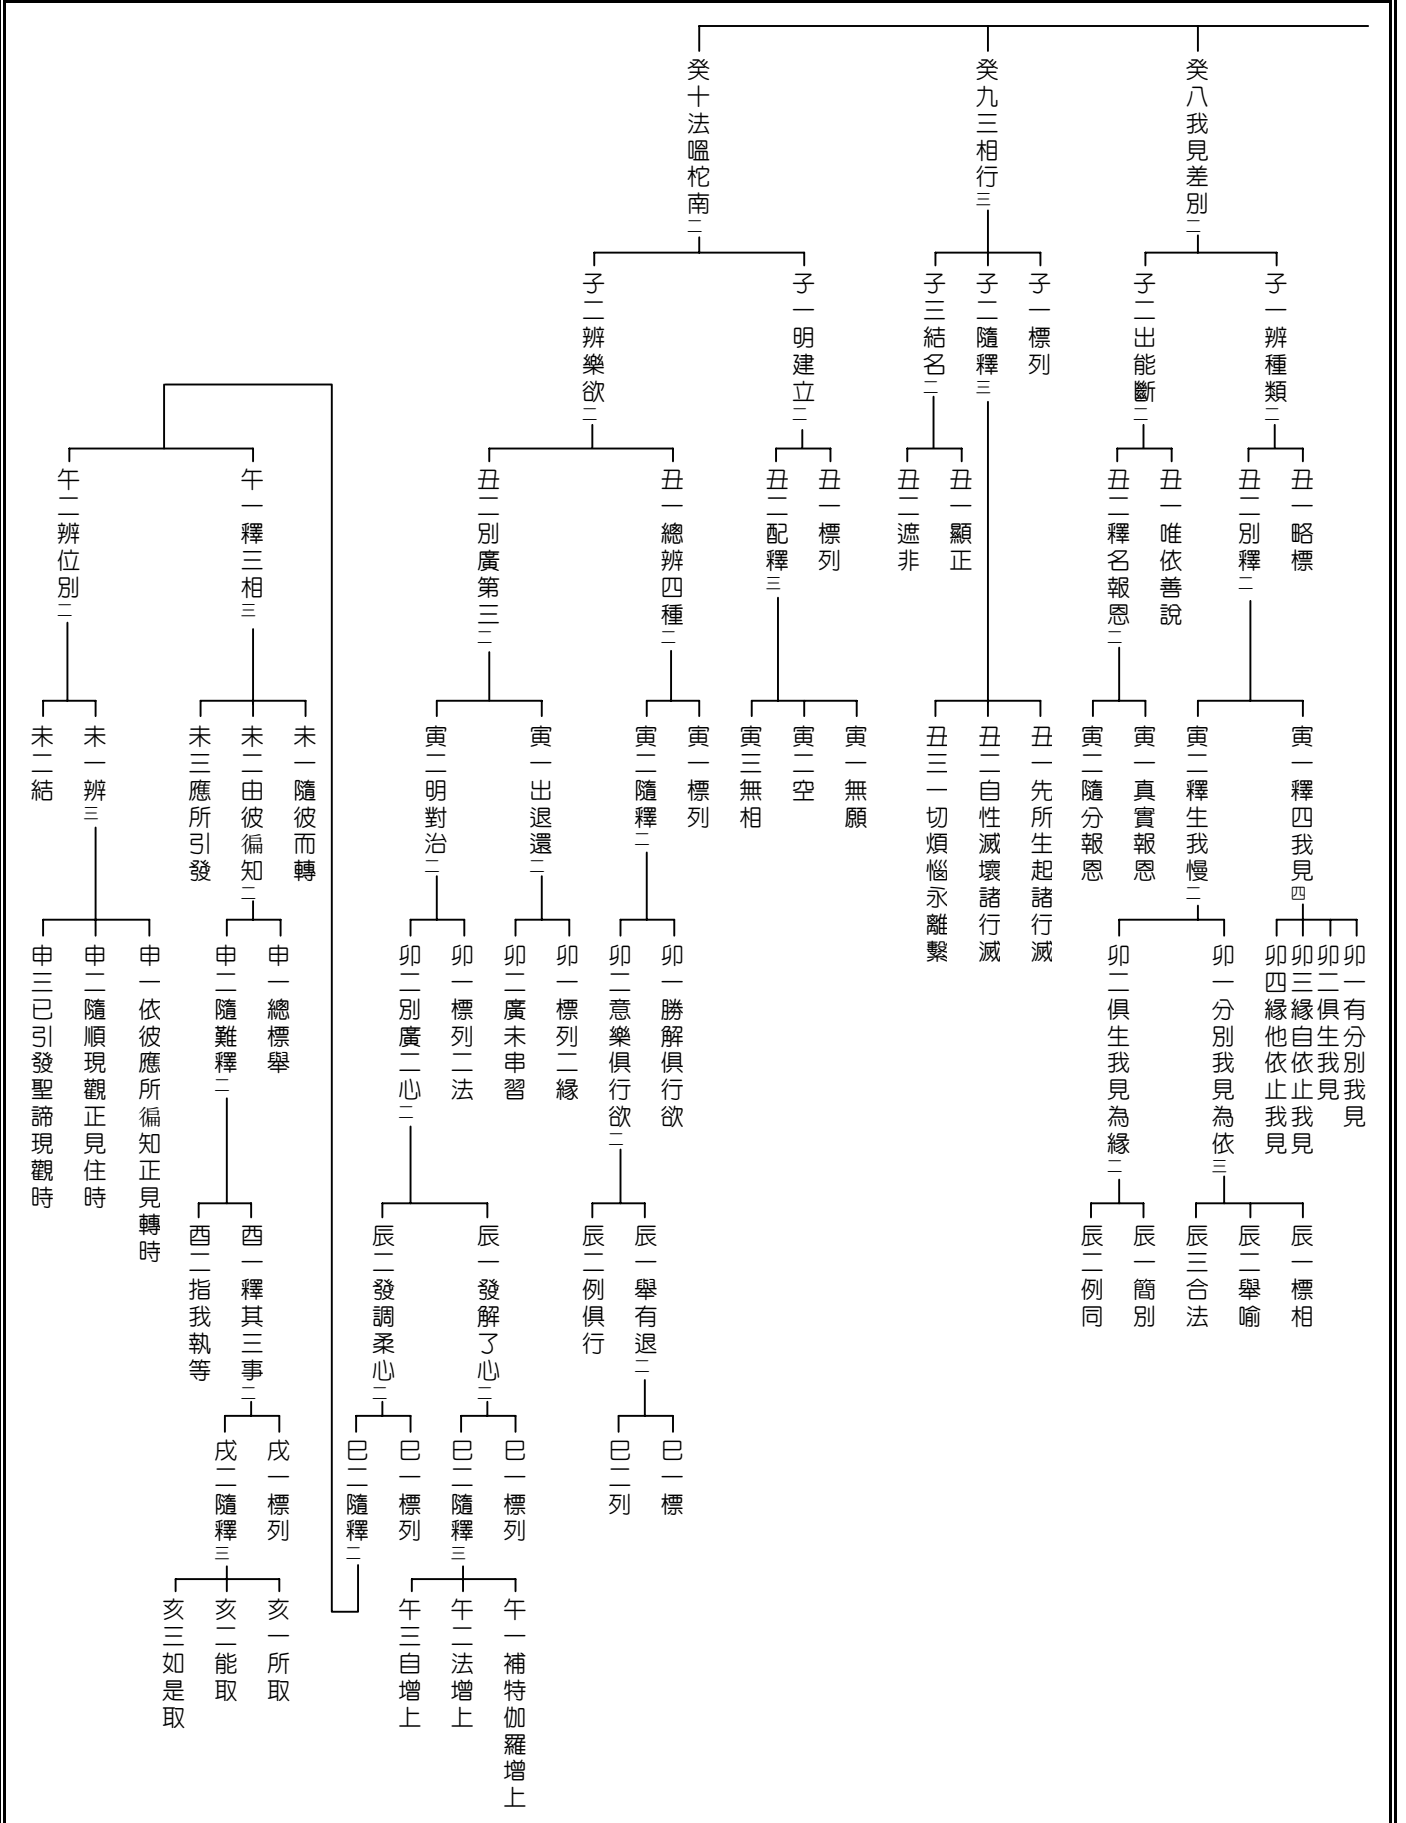 癸八我見差別二
子一辨種類二
丑一略標
丑二別釋二
寅一釋四我見四
卯一有分別我見
卯二俱生我見
卯三緣自依止我見
卯四緣他依止我見
寅二釋生我慢二
卯一分別我見為依三
辰一標相
辰二舉喻
辰三合法
卯二俱生我見為緣二
辰一簡別
辰二例同
子二出能斷二
丑一唯依善說
丑二釋名報恩二
寅一真實報恩
寅二隨分報恩
癸九三相行三
子一標列
子二隨釋三
丑一先所生起諸行滅
丑二自性滅壞諸行滅
丑三一切煩惱永離繫
子三結名二
丑一顯正
丑二遮非
癸十法嗢柁南二
子一明建立二
丑一標列
丑二配釋三
寅一無願
寅二空
寅三無相
子二辨樂欲二
丑一總辨四種二
寅一標列
寅二隨釋二
卯一勝解俱行欲
卯二意樂俱行欲二
辰一舉有退二
巳一標
巳二列
辰二例俱行
丑二別廣第三二
寅一出退還二
卯一標列二緣
卯二廣未串習
寅二明對治二
卯一標列二法
卯二別廣二心二
辰一發解了心二
巳一標列
巳二隨釋三
午一補特伽羅增上
午二法增上
午三自增上
辰二發調柔心二
巳一標列
巳二隨釋二
午一釋三相三
未一隨彼而轉
未二由彼徧知二
申一總標舉
申二隨難釋二
酉一釋其三事二
戌一標列
戌二隨釋三
亥一所取
亥二能取
亥三如是取
酉二指我執等
未三應所引發
午二辨位別二
未一辨三
申一依彼應所徧知正見轉時
申二隨順現觀正見住時
申三已引發聖諦現觀時
未二結